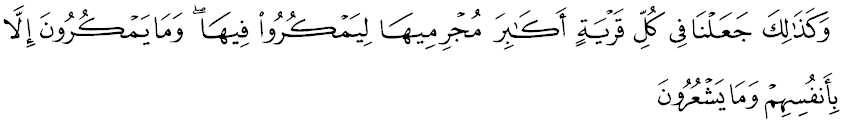 وَكَذَٰلِكَ جَعَلْنَا فِى كُلِّ قَرْيَةٍ أَكَـٰبِرَ مُجْرِمِيهَا لِيَمْكُرُوا۟ فِيهَا ۖ وَمَا يَمْكُرُونَ إِلَّا
بِأَنفُسِهِمْ وَمَا يَشْعُرُونَ